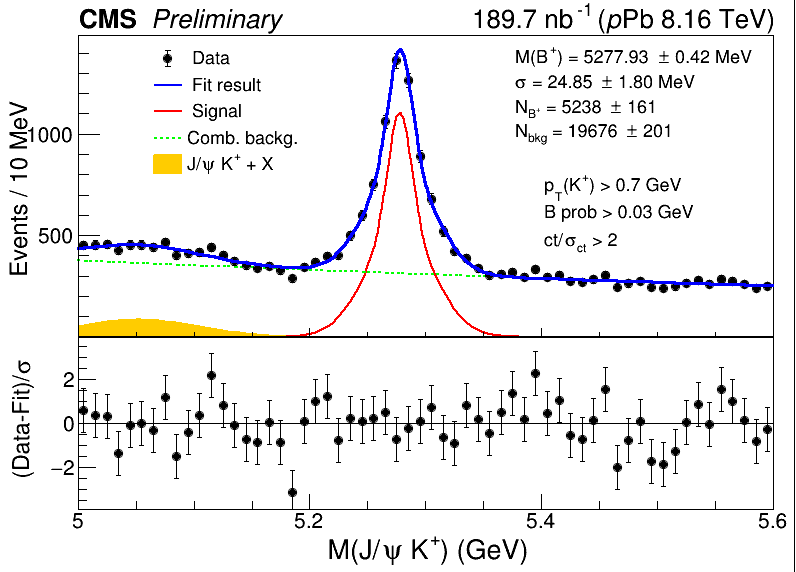 CMS Preliminary 189.7 nb⁻¹ (pPb 8.16 TeV)
Data
Fit result
Signal
Comb. backg.
J/ψ K⁺ + X
M(B⁺) = 5277.93 ± 0.42 MeV
σ = 24.85 ± 1.80 MeV
N_B⁺ = 5238 ± 161
N_bkg = 19676 ± 201
p_T(K⁺) > 0.7 GeV
B prob > 0.03 GeV
ct/σ_ct > 2
Events / 10 MeV
1000
500
(Data-Fit)/σ
2
0
−2
5 5.2 5.4 5.6
M(J/ψ K⁺) (GeV)